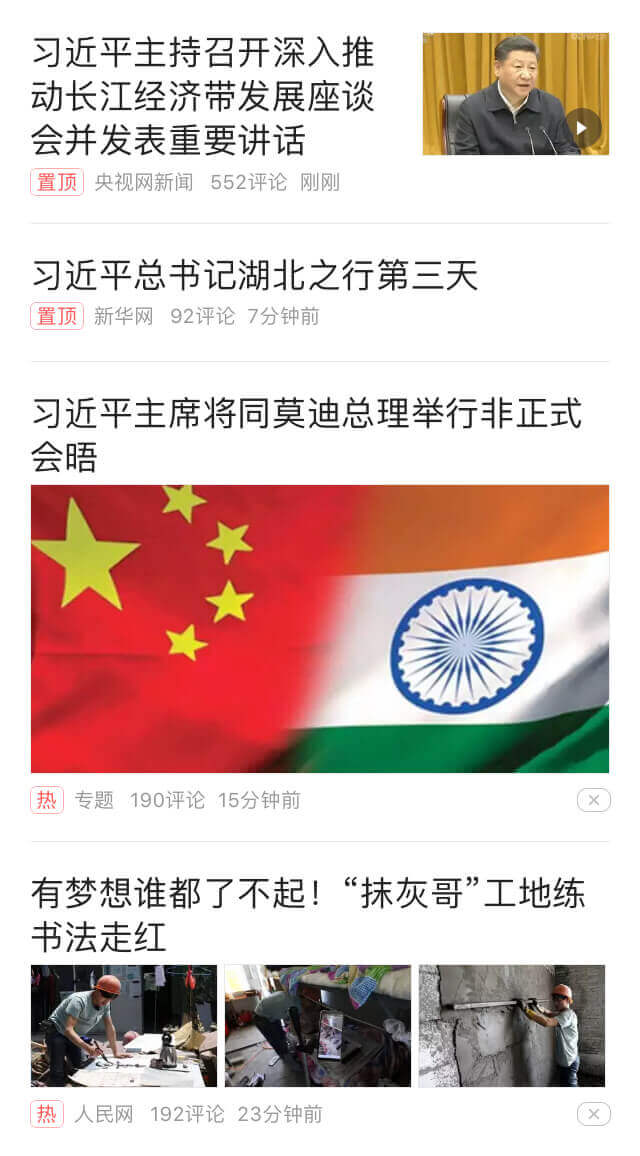 习近平主持召开深入推
动长江经济带发展座谈
会并发表重要讲话
置顶 央视网新闻 552评论 刚刚
习近平总书记湖北之行第三天
置顶 新华网 92评论 7分钟前
习近平主席将同莫迪总理举行非正式
会晤
热 专题 190评论 15分钟前
有梦想谁都了不起！“抹灰哥”工地练
书法走红
热 人民网 192评论 23分钟前